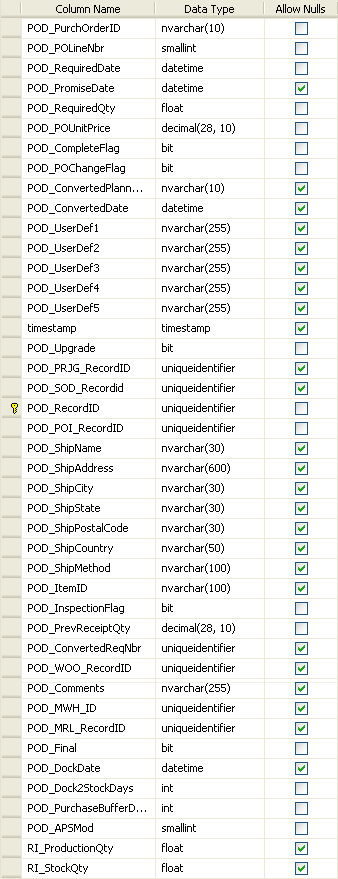 Column Name Data Type Allow Nulls
POD_PurchOrderID nvarchar(10)
POD_POLineNbr smallint
POD_RequiredDate datetime
POD_PromiseDate datetime
POD_RequiredQty float
POD_POUnitPrice decimal(28, 10)
POD_CompleteFlag bit
POD_POChangeFlag bit
POD_ConvertedPlann... nvarchar(10)
POD_ConvertedDate datetime
POD_UserDef1 nvarchar(255)
POD_UserDef2 nvarchar(255)
POD_UserDef3 nvarchar(255)
POD_UserDef4 nvarchar(255)
POD_UserDef5 nvarchar(255)
timestamp timestamp
POD_Upgrade bit
POD_PRJG_RecordID uniqueidentifier
POD_SOD_Recordid uniqueidentifier
POD_RecordID uniqueidentifier
POD_POI_RecordID uniqueidentifier
POD_ShipName nvarchar(30)
POD_ShipAddress nvarchar(600)
POD_ShipCity nvarchar(30)
POD_ShipState nvarchar(30)
POD_ShipPostalCode nvarchar(30)
POD_ShipCountry nvarchar(50)
POD_ShipMethod nvarchar(100)
POD_ItemID nvarchar(100)
POD_InspectionFlag bit
POD_PrevReceiptQty decimal(28, 10)
POD_ConvertedReqNbr uniqueidentifier
POD_WOO_RecordID uniqueidentifier
POD_Comments nvarchar(255)
POD_MWH_ID uniqueidentifier
POD_MRL_RecordID uniqueidentifier
POD_Final bit
POD_DockDate datetime
POD_Dock2StockDays int
POD_PurchaseBufferD... int
POD_APSMod smallint
RI_ProductionQty float
RI_StockQty float